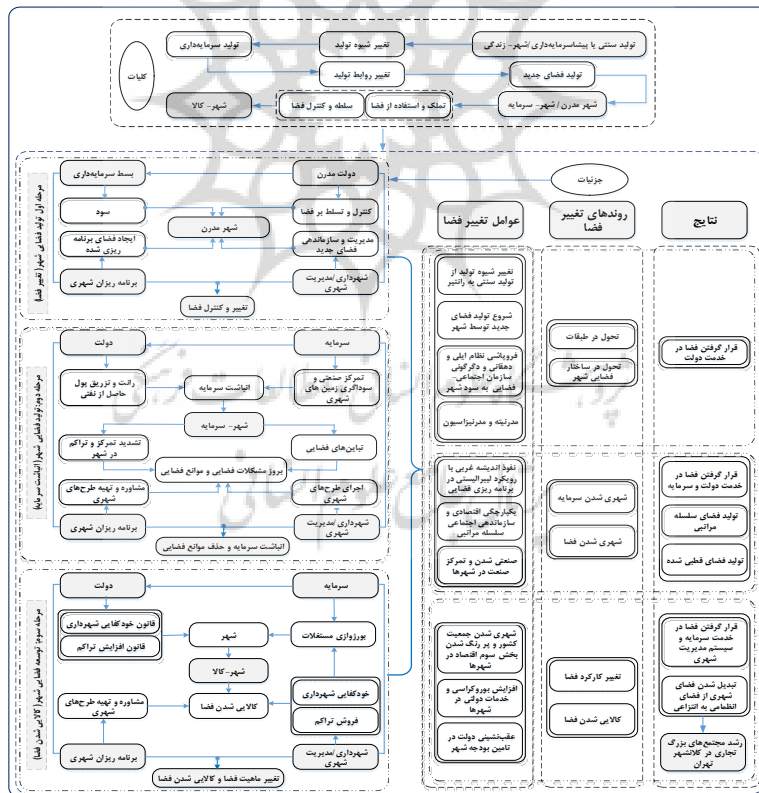 تولید سنتی یا پیشاسرمایه‌داری/شهر- زندگی
تغییر شیوه تولید
تولید سرمایه‌داری
تولید فضای جدید
تغییر روابط تولید
کلیات
شهر مدرن /شهر- سرمایه
تملک و استفاده از فضا
سلطه و کنترل فضا
شهر- کالا
جزئیات
نتایج
روندهای تغییر
فضا
عوامل تغییر فضا
قرار گرفتن فضا در
خدمت دولت
تحول در طبقات
تحول در ساختار
فضایی شهر
تغییر شیوه تولید از
تولید سنتی به رانتیر
شروع تولید فضای
جدید توسط شهر
فروپاشی نظام ایلی و
دهقانی و دگرگونی
سازمان اجتماعی-
فضایی به سود شهر
مدرنیته و مدرنیزاسیون
قرار گرفتن فضا در
خدمت دولت و سرمایه
تولید فضای سلسله
مراتبی
تولید فضای قطبی شده
شهری شدن سرمایه
شهری شدن فضا
نفوذ اندیشه غربی با
رویکرد لیبرالیستی در
برنامه ریزی فضایی
یکپارچگی اقتصادی و
سازماندهی اجتماعی
سلسله مراتبی
صنعتی شدن و تمرکز
صنعت در شهرها
قرار گرفتن فضا در
خدمت سرمایه و
سیستم مدیریت
شهری
تبدیل شدن فضای
شهری از فضای
انظمامی به انتزاعی
رشد مجتمع‌های بزرگ
تجاری در کلانشهر
تهران
تغییر کارکرد فضا
کالایی شدن فضا
شهری شدن جمعیت
کشور و پر رنگ شدن
بخش سوم اقتصاد در
شهرها
افزایش بوروکراسی و
خدمات دولتی در
شهرها
عقب‌نشینی دولت در
تامین بودجه شهر
مرحله اول تولید فضایی شهر( تغییر فضا)
دولت مدرن
بسط سرمایه‌داری
کنترل و تسلط بر فضا
سود
شهر مدرن
مدیریت و سازماندهی
فضای جدید
ایجاد فضای برنامه
ریزی شده
شهرداری/مدیریت
شهری
برنامه ریزان شهری
تغییر و کنترل فضا
مرحله دوم: تولید فضایی شهر( انباشت سرمایه)
سرمایه
دولت
تمرکز صنعتی و
سوداگری زمین های
شهری
انباشت سرمایه
رانت و تزریق پول
حاصل از نفتی
شهر- سرمایه
تباین‌های فضایی
تشدید تمرکز و تراکم
در شهر
بروز مشکلات فضایی و موانع فضایی
اجرای طرح‌های
شهری
مشاوره و تهیه طرح‌های
شهری
شهرداری/مدیریت
شهری
برنامه ریزان شهری
انباشت سرمایه و حذف موانع فضایی
مرحله سوم: توسعه فضایی شهر( کالایی شدن فضا)
سرمایه
دولت
قانون خودکفایی شهرداری
قانون افزایش تراکم
بورژوازی مستغلات
شهر
شهر-کالا
خودکفایی شهرداری
فروش تراکم
کالایی شدن فضا
مشاوره و تهیه طرح‌های
شهری
شهرداری/مدیریت
شهری
برنامه ریزان شهری
تغییر ماهیت فضا و کالایی شدن فضا